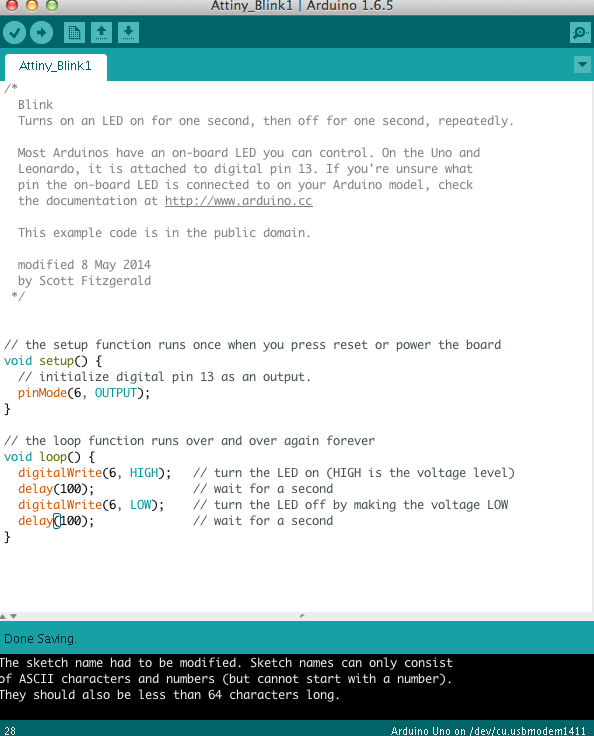 Attiny_Blink1 | Arduino 1.6.5
Attiny_Blink1
/*
  Blink
  Turns on an LED on for one second, then off for one second, repeatedly.

  Most Arduinos have an on-board LED you can control. On the Uno and
  Leonardo, it is attached to digital pin 13. If you're unsure what
  pin the on-board LED is connected to on your Arduino model, check
  the documentation at http://www.arduino.cc

  This example code is in the public domain.

  modified 8 May 2014
  by Scott Fitzgerald
 */

// the setup function runs once when you press reset or power the board
void setup() {
  // initialize digital pin 13 as an output.
  pinMode(6, OUTPUT);
}

// the loop function runs over and over again forever
void loop() {
  digitalWrite(6, HIGH);   // turn the LED on (HIGH is the voltage level)
  delay(100);              // wait for a second
  digitalWrite(6, LOW);    // turn the LED off by making the voltage LOW
  delay(100);              // wait for a second
}
Done Saving.
The sketch name had to be modified. Sketch names can only consist
of ASCII characters and numbers (but cannot start with a number).
They should also be less than 64 characters long.
28
Arduino Uno on /dev/cu.usbmodem1411